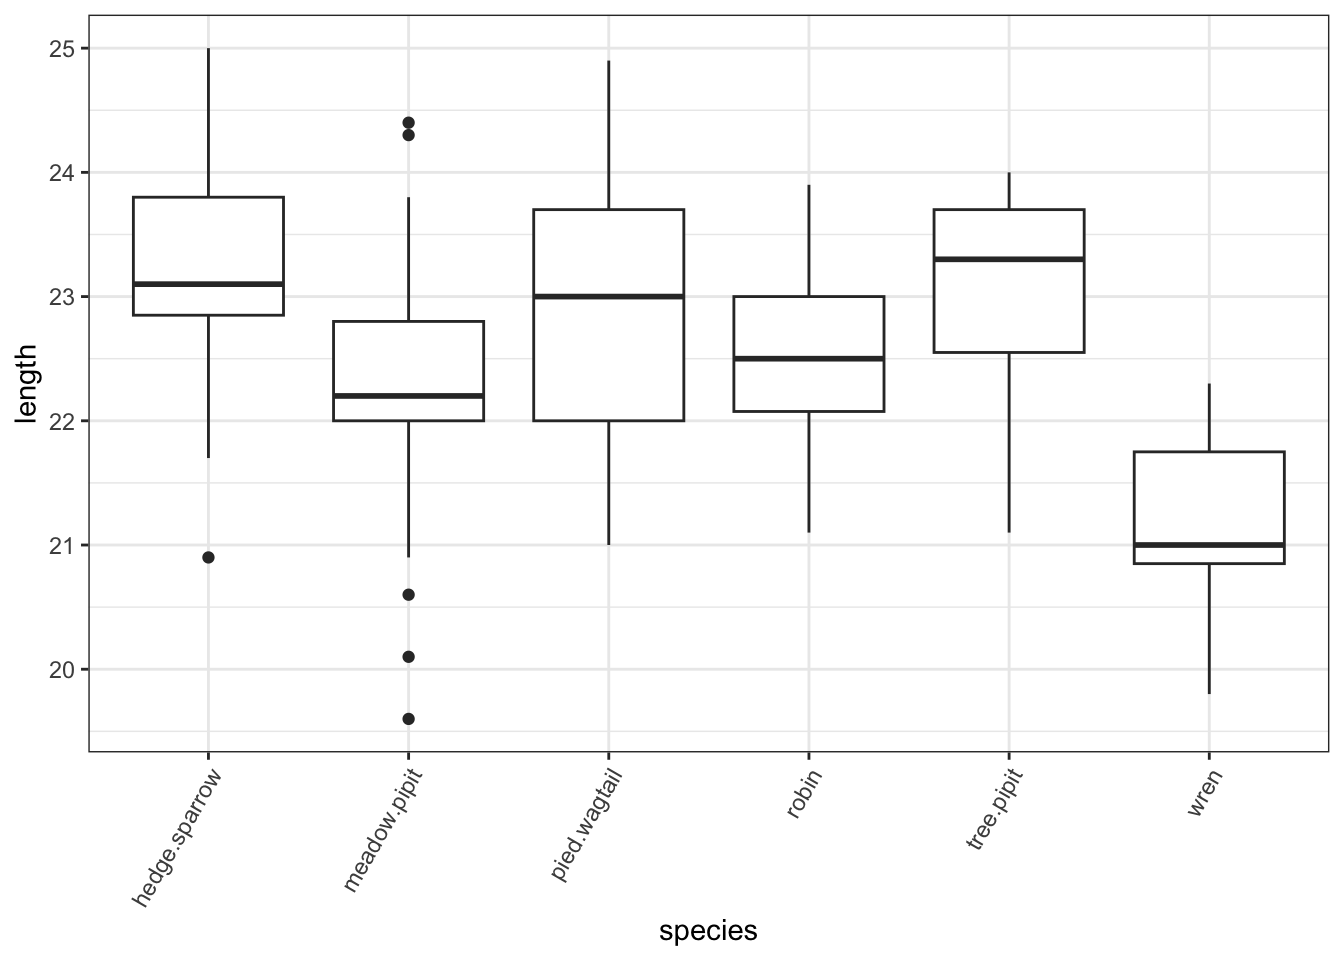 25
24
23
22
21
20
length
hedge.sparrow
meadow.pipit
pied.wagtail
robin
tree.pipit
wren
species